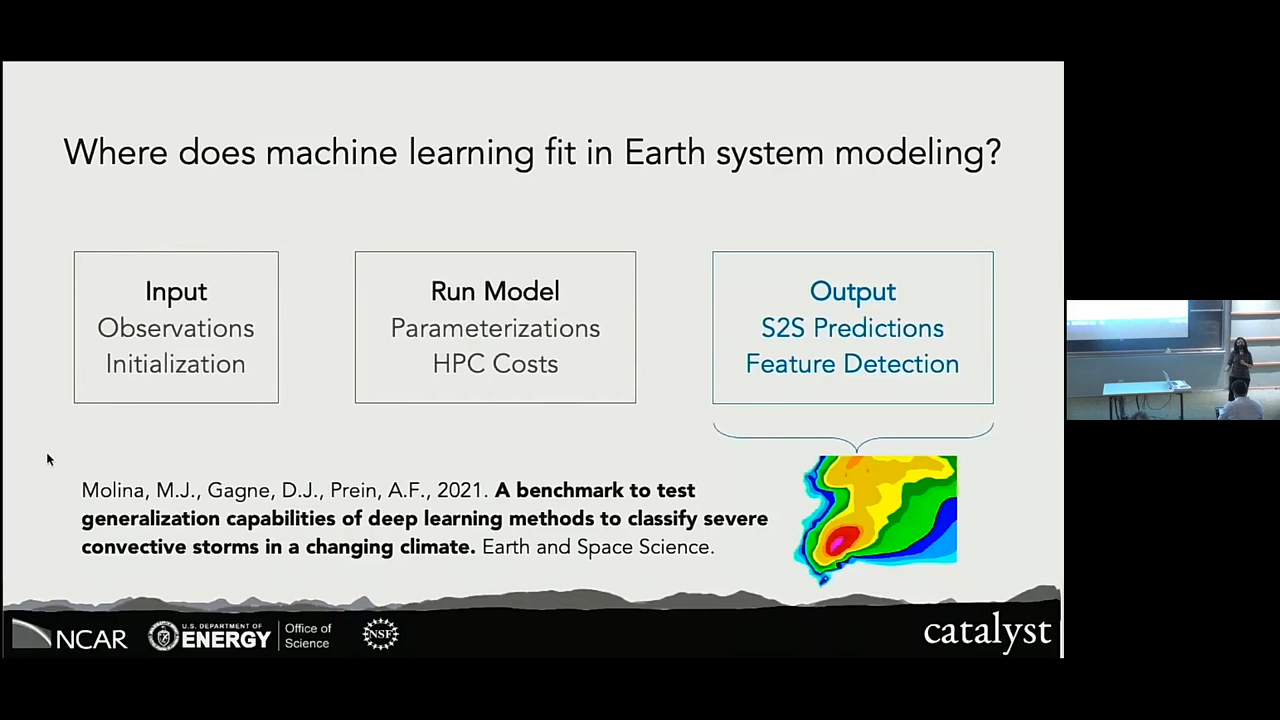 Where does machine learning fit in Earth system modeling?
Input
Observations
Initialization
Run Model
Parameterizations
HPC Costs
Output
S2S Predictions
Feature Detection
Molina, M.J., Gagne, D.J., Prein, A.F., 2021. A benchmark to test
generalization capabilities of deep learning methods to classify severe
convective storms in a changing climate. Earth and Space Science.
NCAR
U.S. DEPARTMENT OF
ENERGY
Office of
Science
NSF
catalyst